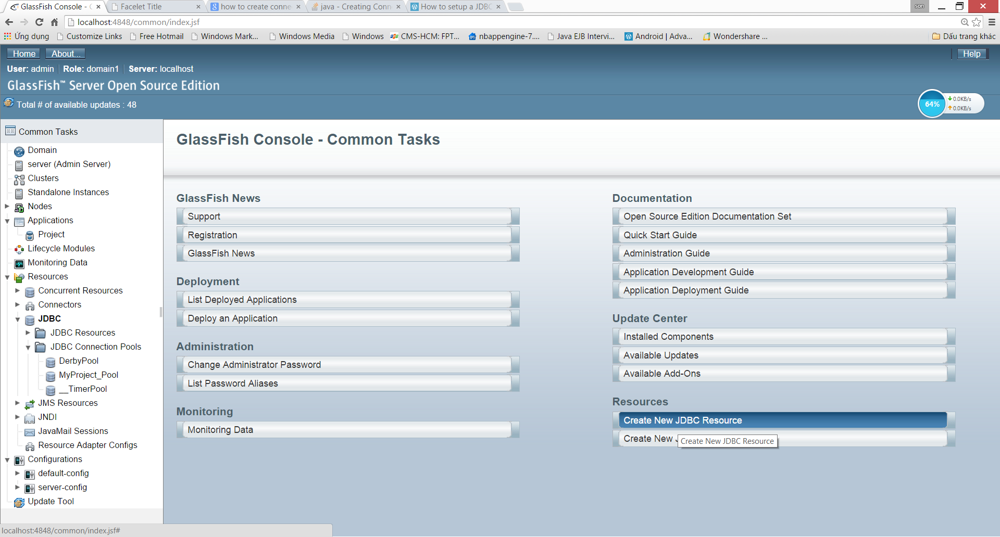 GlassFish Console - C
Facelet Title
how to create conne
java - Creating Conn
How to setup a JDBC
son
localhost:4848/common/index.jsf
Ứng dụng
Customize Links
Free Hotmail
Windows Mark...
Windows Media
Windows
CMS-HCM: FPT...
nbappengine-7....
Java EJB Intervi...
Android | Adva...
Wondershare ...
Dấu trang khác
Home
About...
Help
User: admin
Role: domain1
Server: localhost
GlassFish™ Server Open Source Edition
Total # of available updates : 48
64%
0.0KB/s
0.0KB/s
Common Tasks
Domain
server (Admin Server)
Clusters
Standalone Instances
Nodes
Applications
Project
Lifecycle Modules
Monitoring Data
Resources
Concurrent Resources
Connectors
JDBC
JDBC Resources
JDBC Connection Pools
DerbyPool
MyProject_Pool
__TimerPool
JMS Resources
JNDI
JavaMail Sessions
Resource Adapter Configs
Configurations
default-config
server-config
Update Tool
GlassFish Console - Common Tasks
GlassFish News
Support
Registration
GlassFish News
Deployment
List Deployed Applications
Deploy an Application
Administration
Change Administrator Password
List Password Aliases
Monitoring
Monitoring Data
Documentation
Open Source Edition Documentation Set
Quick Start Guide
Administration Guide
Application Development Guide
Application Deployment Guide
Update Center
Installed Components
Available Updates
Available Add-Ons
Resources
Create New JDBC Resource
Create New
Create New JDBC Resource
localhost:4848/common/index.jsf#